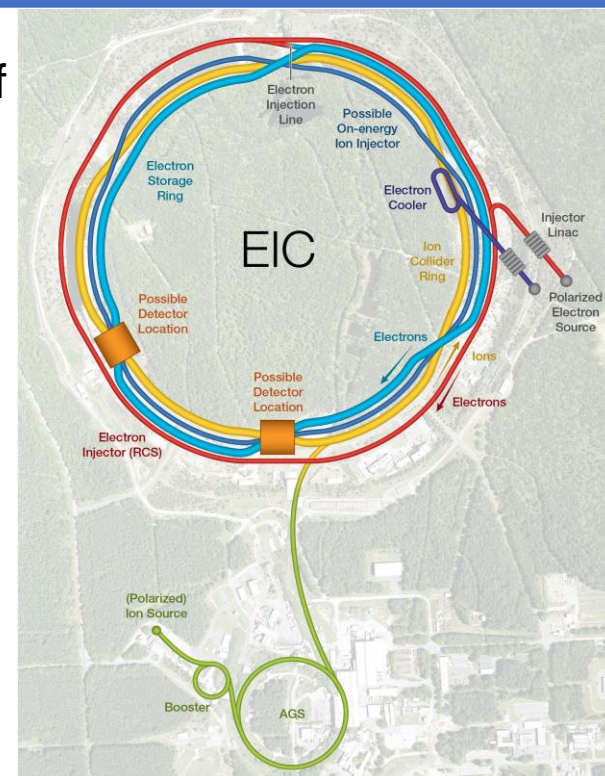 f
Electron
Injection
Line
Possible
On-energy
Ion Injector
Electron
Storage
Ring
Electron
Cooler
Injector
Linac
EIC
Ion
Collider
Ring
Polarized
Electron
Source
Possible
Detector
Location
Electrons
Ions
Possible
Detector
Location
Electrons
Electron
Injector (RCS)
(Polarized)
Ion Source
Booster
AGS